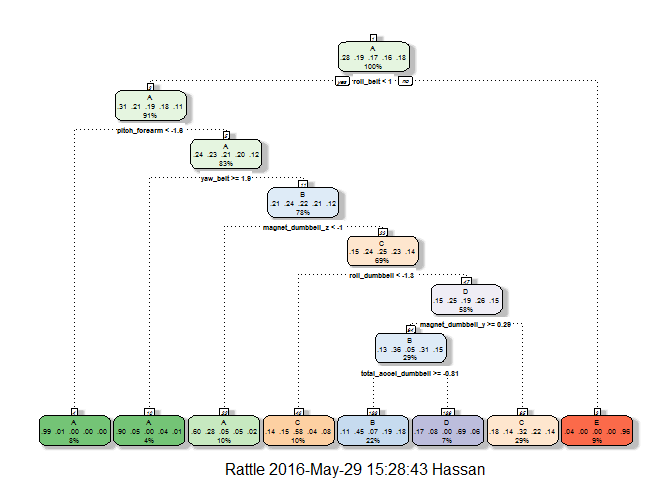 1
A
.28 .19 .17 .16 .18
100%
yes roll_belt < 1 no
2
A
.31 .21 .19 .18 .11
91%
pitch_forearm < -1.6
5
A
.24 .23 .21 .20 .12
83%
yaw_belt >= 1.9
11
B
.21 .24 .22 .21 .12
78%
magnet_dumbbell_z < -1
23
C
.15 .24 .25 .23 .14
69%
roll_dumbbell < -1.8
47
D
.15 .25 .19 .26 .15
58%
magnet_dumbbell_y >= 0.29
94
B
.13 .36 .05 .31 .15
29%
total_accel_dumbbell >= -0.81
4 10 22 46 188 189 95 3
A A A C B D C E
.99 .01 .00 .00 .00 .90 .05 .00 .04 .01 .60 .28 .05 .05 .02 .14 .15 .58 .04 .08 .11 .45 .07 .19 .18 .17 .08 .00 .69 .06 .18 .14 .32 .22 .14 .04 .00 .00 .00 .96
8% 4% 10% 10% 22% 7% 29% 9%
Rattle 2016-May-29 15:28:43 Hassan